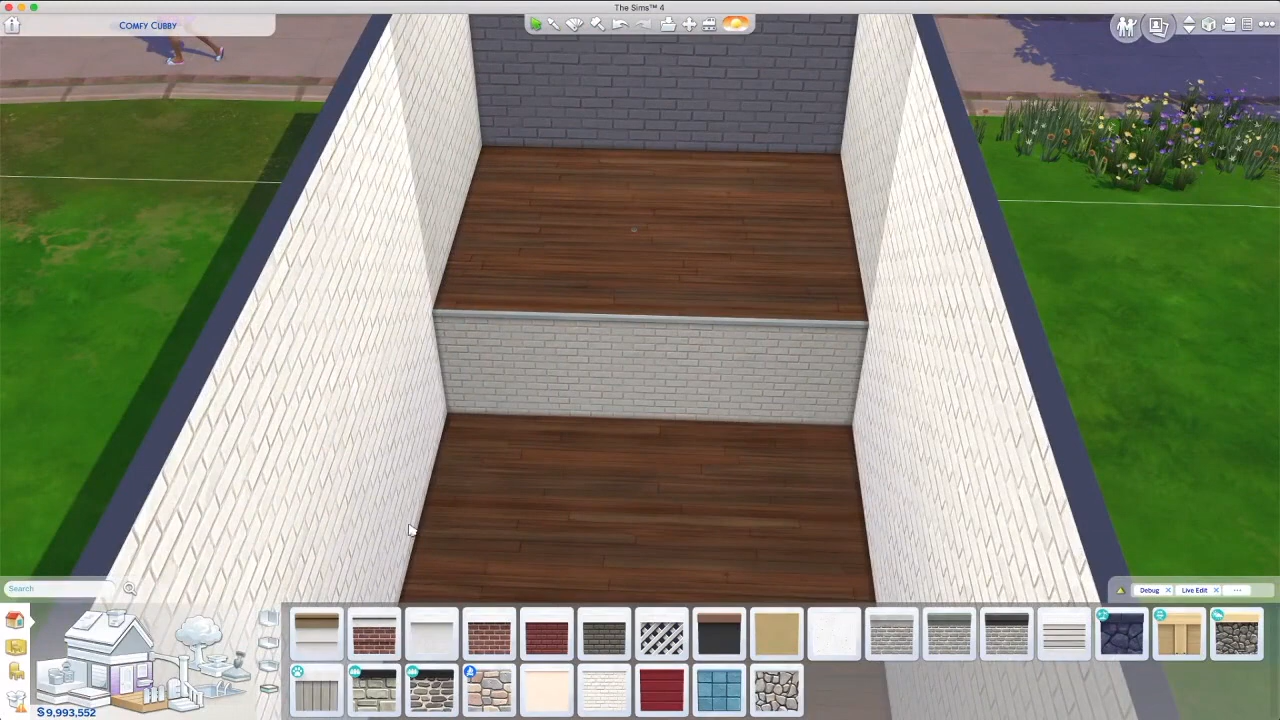 The Sims™ 4
Comfy Cubby
Search
Debug
Live Edit
§9,993,552